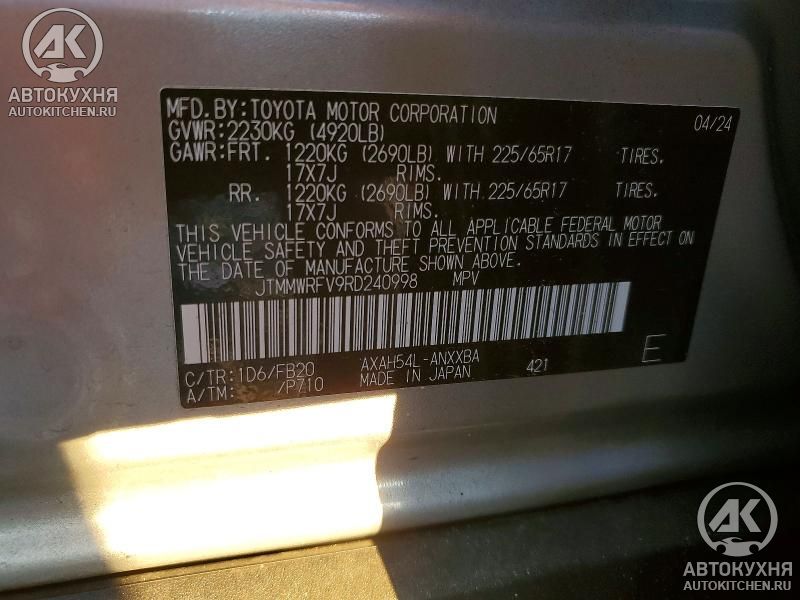 AK
АВТОКУХНЯ
AUTOKITCHEN.RU
MFD.BY:TOYOTA MOTOR CORPORATION 04/24
GVWR:2230KG (4920LB)
GAWR:FRT. 1220KG (2690LB) WITH 225/65R17 TIRES.
17X7J RIMS.
RR. 1220KG (2690LB) WITH 225/65R17 TIRES.
17X7J RIMS.
THIS VEHICLE CONFORMS TO ALL APPLICABLE FEDERAL MOTOR
VEHICLE SAFETY AND THEFT PREVENTION STANDARDS IN EFFECT ON
THE DATE OF MANUFACTURE SHOWN ABOVE.
JTMMWRFV9RD240998 MPV
C/TR:1D6/FB20 AXAH54L-ANXXBA E
A/TM: /P710 MADE IN JAPAN 421
AK
АВТОКУХНЯ
AUTOKITCHEN.RU